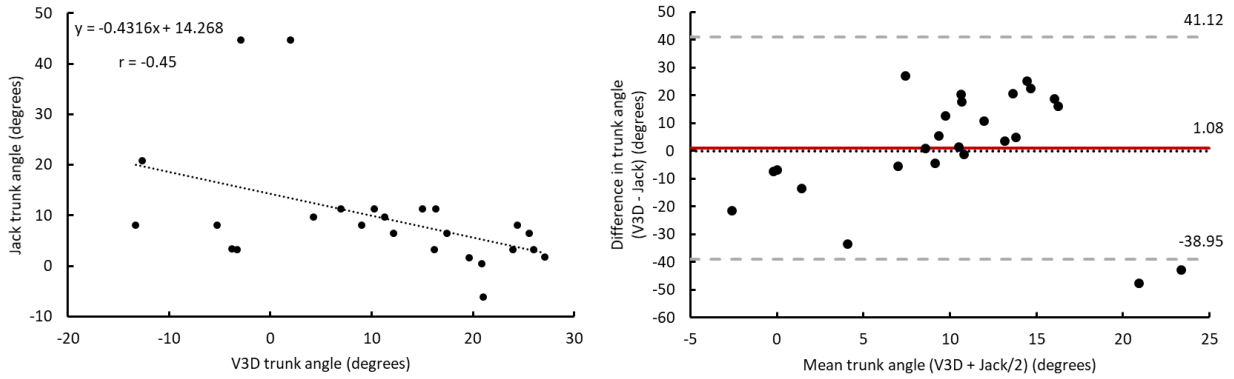 50
40
30
20
10
0
-10
y = -0.4316x + 14.268
r = -0.45
Jack trunk angle (degrees)
-20 -10 0 10 20 30
V3D trunk angle (degrees)
50
40
30
20
10
0
-10
-20
-30
-40
-50
-60
41.12
1.08
-38.95
Difference in trunk angle
(V3D - Jack) (degrees)
-5 0 5 10 15 20 25
Mean trunk angle (V3D + Jack/2) (degrees)